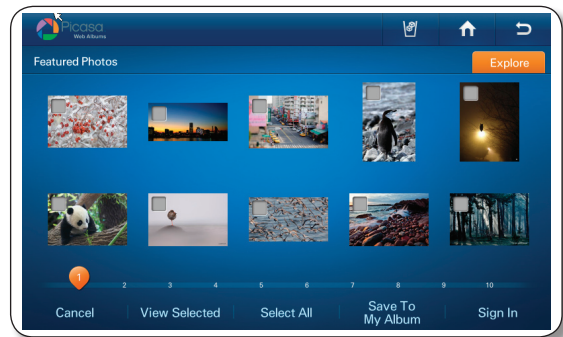 Picasa
Web Albums
Featured Photos
Explore
1 2 3 4 5 6 7 8 9 10
Cancel
View Selected
Select All
Save To
My Album
Sign In